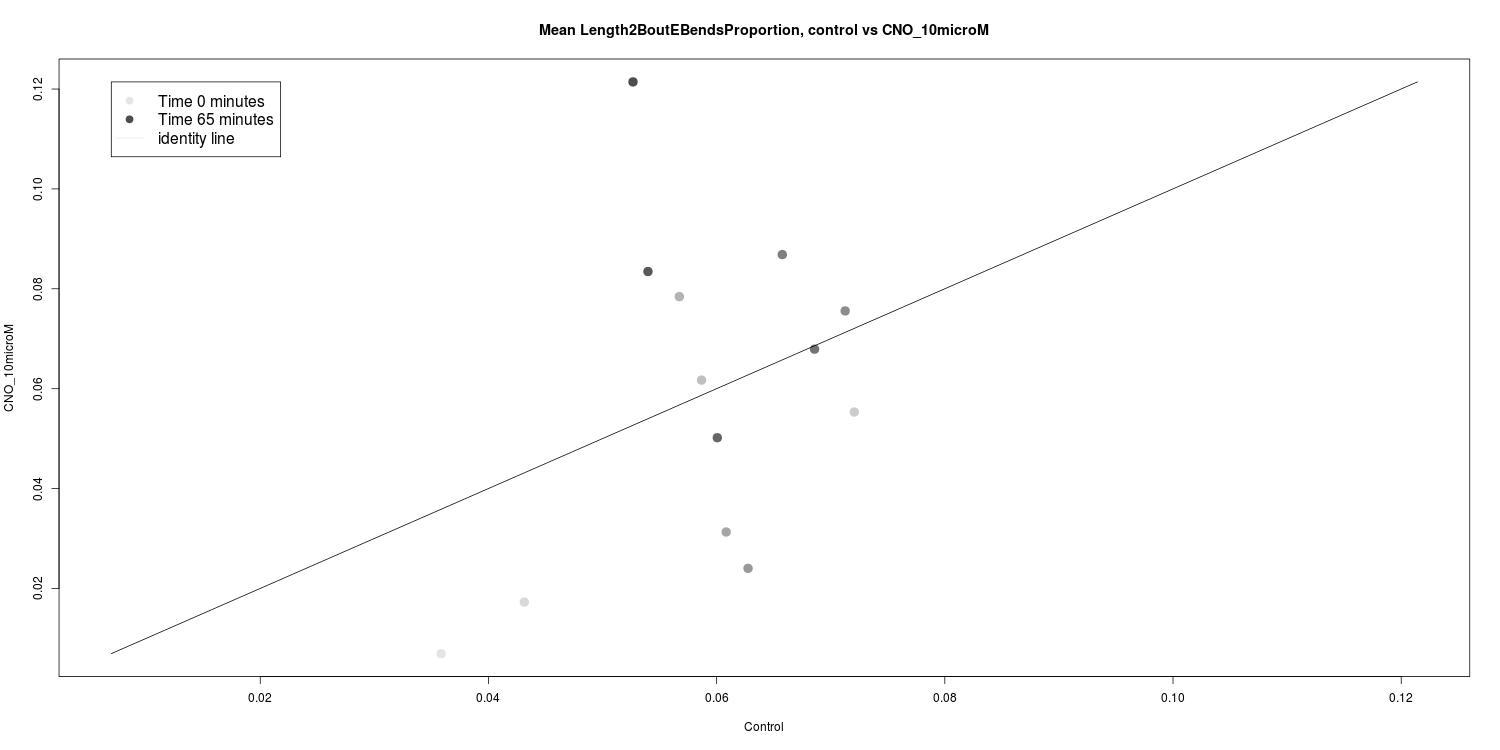 Mean Length2BoutEBendsProportion, control vs CNO_10microM
Time 0 minutes
Time 65 minutes
identity line
CNO_10microM
0.12
0.10
0.08
0.06
0.04
0.02
0.02
0.04
0.06
0.08
0.10
0.12
Control